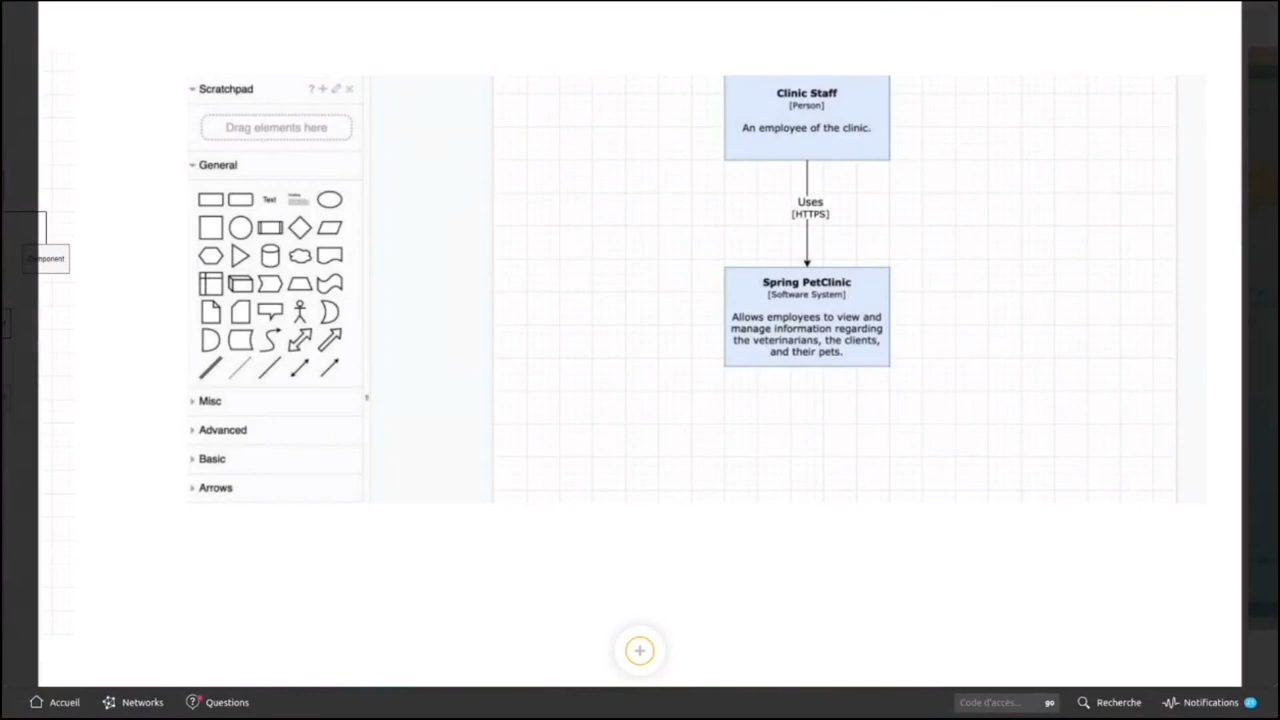 Scratchpad
Drag elements here
General
Text
Misc
Advanced
Basic
Arrows
Clinic Staff
[Person]
An employee of the clinic.
Uses
[HTTPS]
Spring PetClinic
[Software System]
Allows employees to view and
manage information regarding
the veterinarians, the clients,
and their pets.
Component
Accueil
Networks
Questions
Code d'accès...
go
Recherche
Notifications